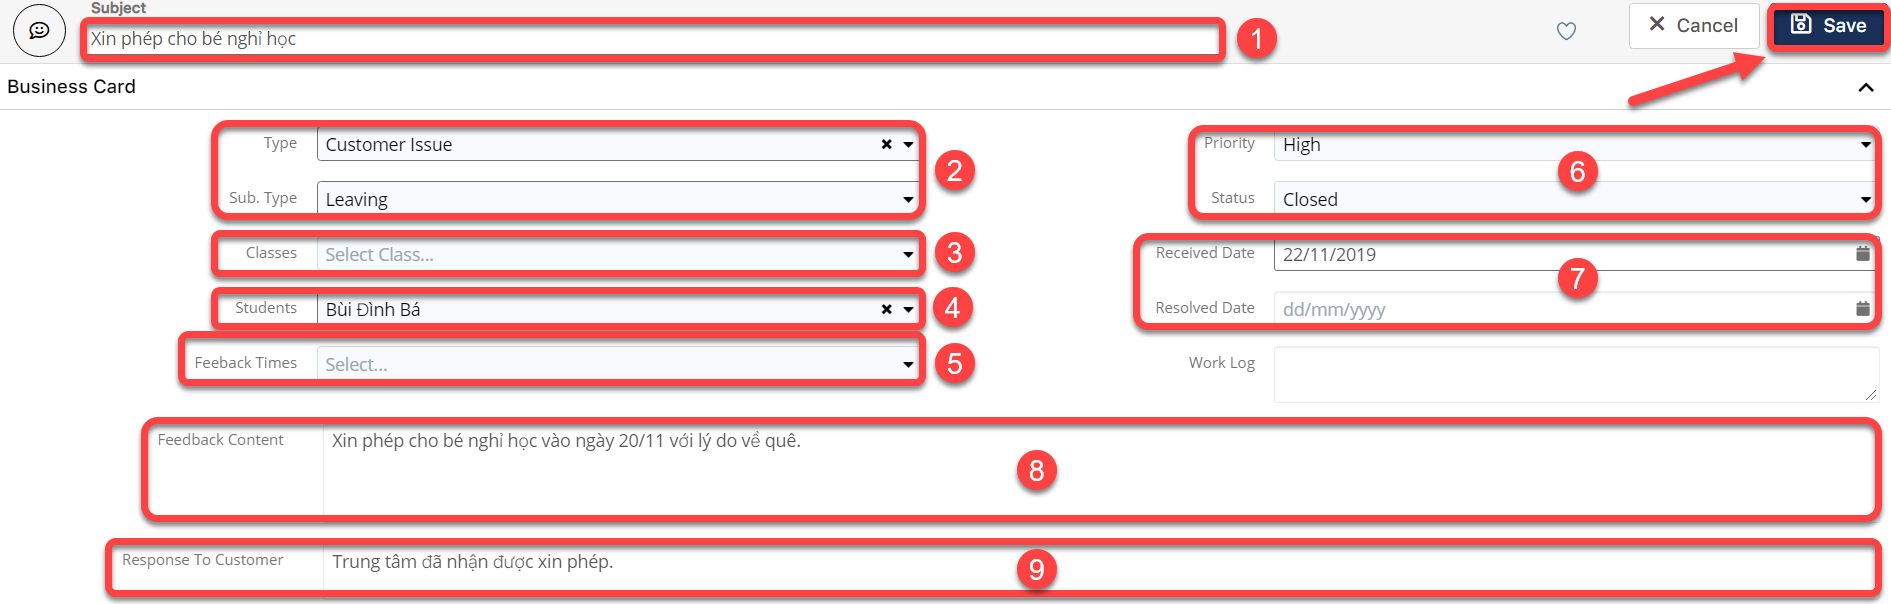 Subject
Xin phép cho bé nghỉ học
1
Cancel
Save
Business Card
Type
Customer Issue
2
Sub. Type
Leaving
Priority
High
6
Status
Closed
Classes
Select Class...
3
Students
Bùi Đình Bá
4
Received Date
22/11/2019
7
Resolved Date
dd/mm/yyyy
Feeback Times
Select...
5
Work Log
Feedback Content
Xin phép cho bé nghỉ học vào ngày 20/11 với lý do về quê.
8
Response To Customer
Trung tâm đã nhận được xin phép.
9